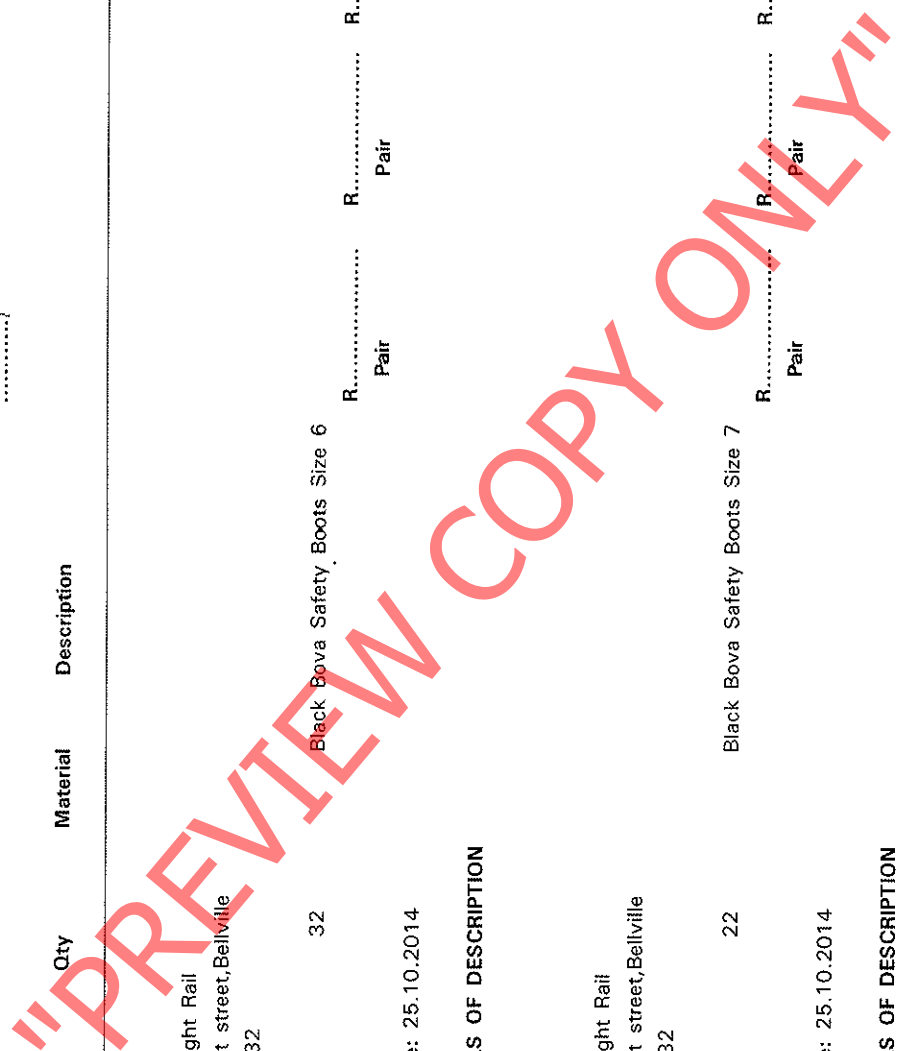 ..........?
Qty Material Description
ght Rail
t street,Bellville
32
32 Black Bova Safety Boots Size 6
R.................. R.................. R..
Pair Pair
e: 25.10.2014
S OF DESCRIPTION
ght Rail
t street,Bellville
32
22 Black Bova Safety Boots Size 7
R.................. R.................. R..
Pair Pair
e: 25.10.2014
S OF DESCRIPTION
"PREVIEW COPY ONLY"